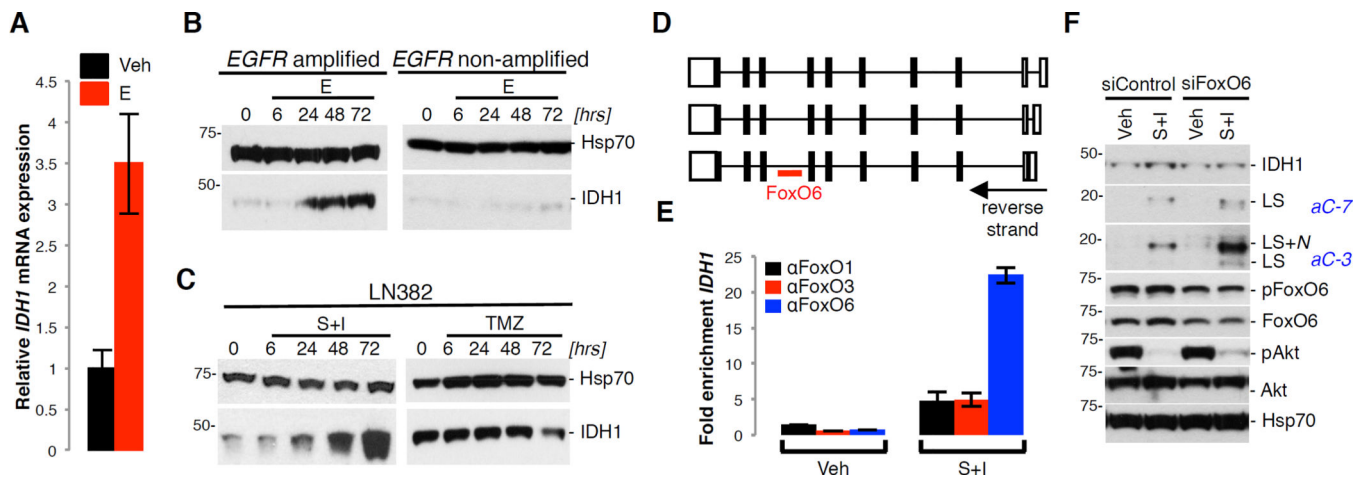 A
Veh
E
Relative IDH1 mRNA expression
4.5
4
3.5
3
2.5
2
1.5
1
0.5
0
B
EGFR amplified EGFR non-amplified
E E
0 6 24 48 72 0 6 24 48 72 [hrs]
75-
- Hsp70
50-
- IDH1
C
LN382
S+I TMZ
0 6 24 48 72 0 6 24 48 72 [hrs]
75-
- Hsp70
50-
- IDH1
D
FoxO6
reverse
strand
E
Fold enrichment IDH1
25
20
15
10
5
0
αFoxO1
αFoxO3
αFoxO6
Veh S+I
F
siControl siFoxO6
Veh S+I Veh S+I
50-
- IDH1
20-
- LS aC-7
20-
- LS+N
- LS aC-3
75-
- pFoxO6
75-
- FoxO6
75-
- pAkt
- Akt
75-
- Hsp70